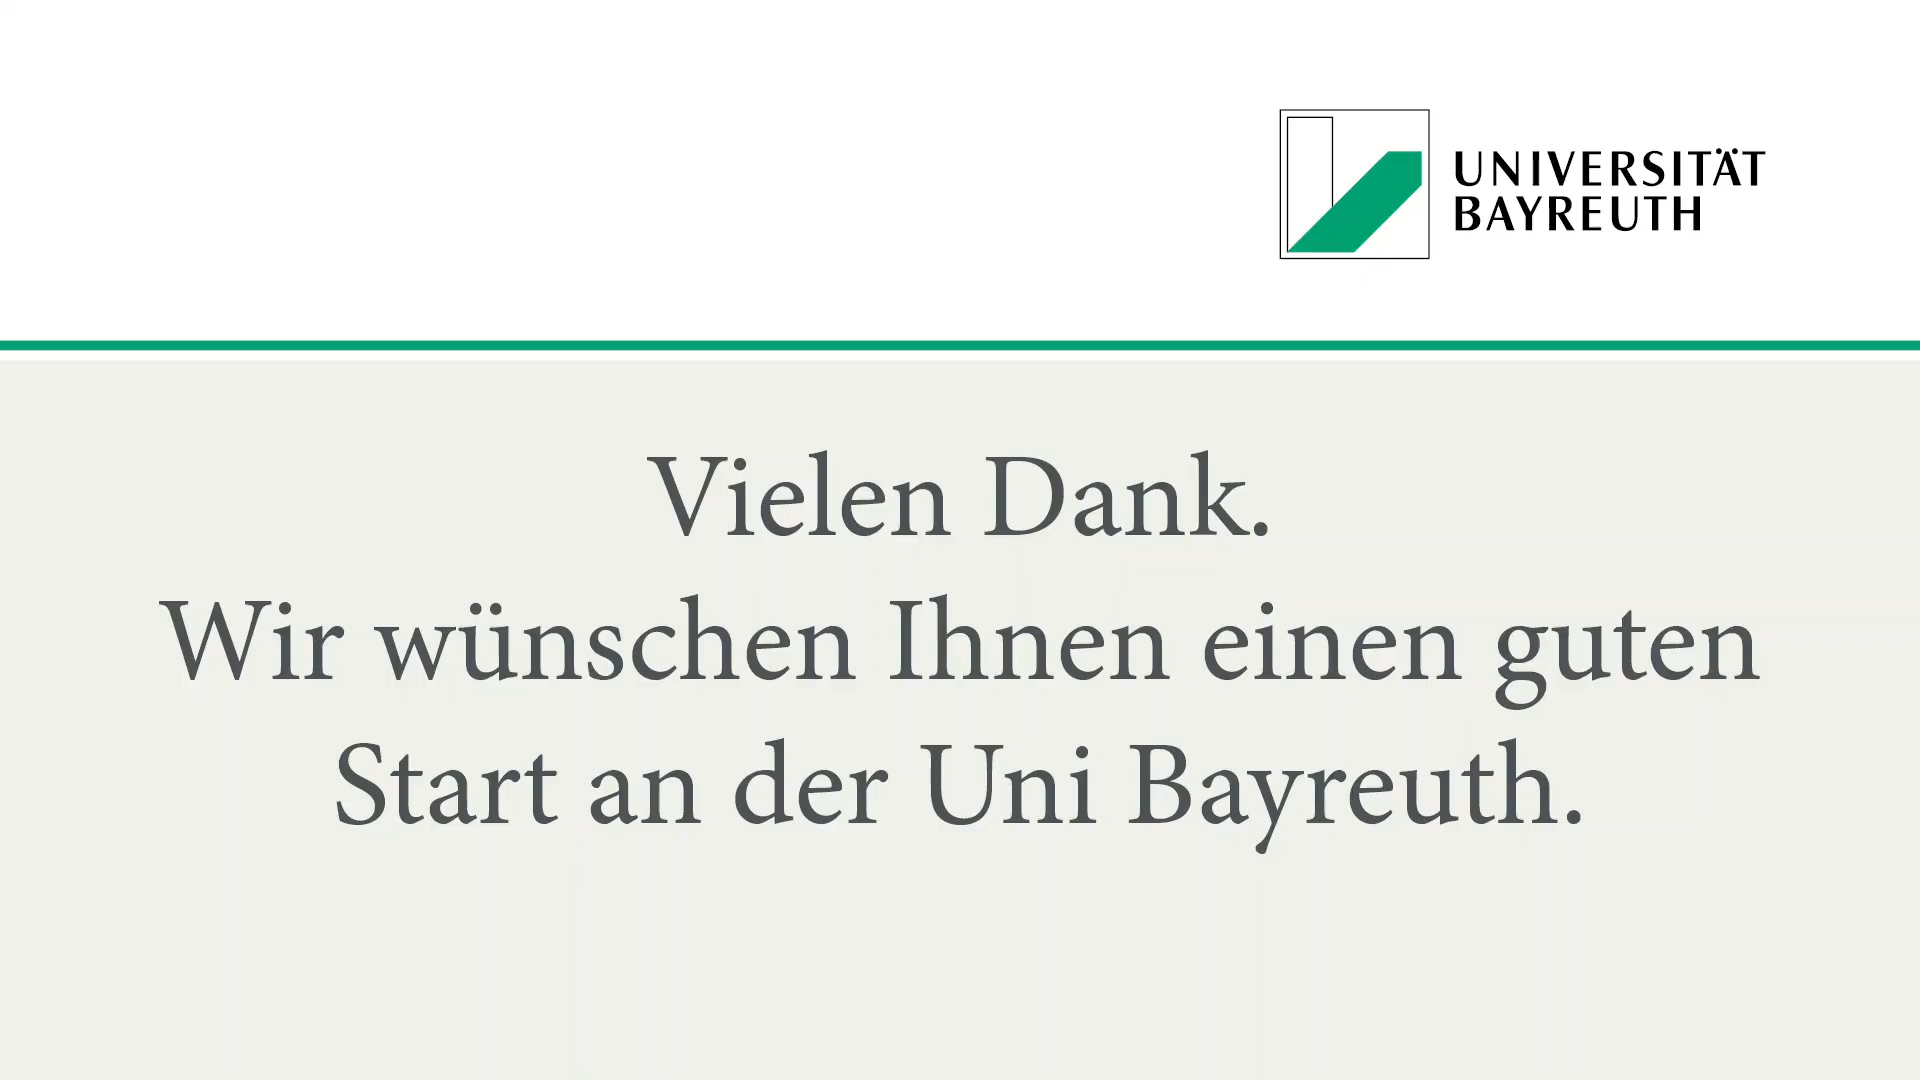 UNIVERSITÄT
BAYREUTH
Vielen Dank.
Wir wünschen Ihnen einen guten
Start an der Uni Bayreuth.